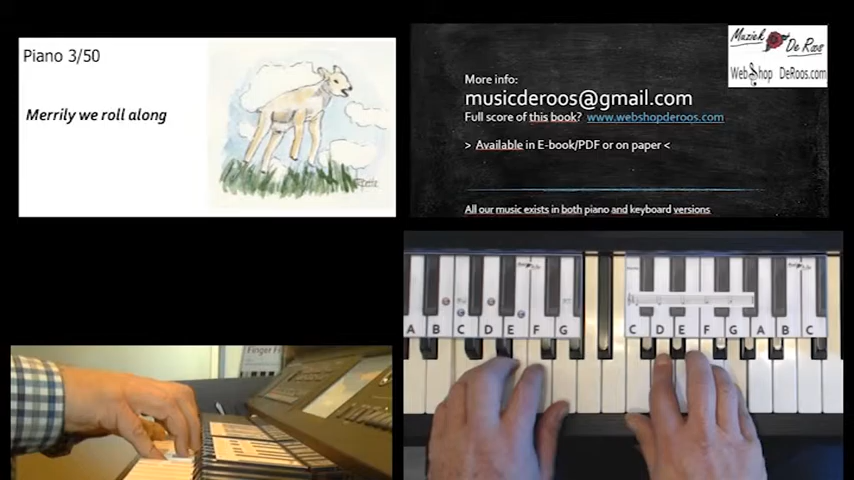 Piano 3/50
Merrily we roll along
More info:
musicderoos@gmail.com
Full score of this book? www.webshopderoos.com
> Available in E-book/PDF or on paper <
All our music exists in both piano and keyboard versions
Muziek De Roos
WebShop DeRoos.com
A B C D E F G
C D E F G A B C